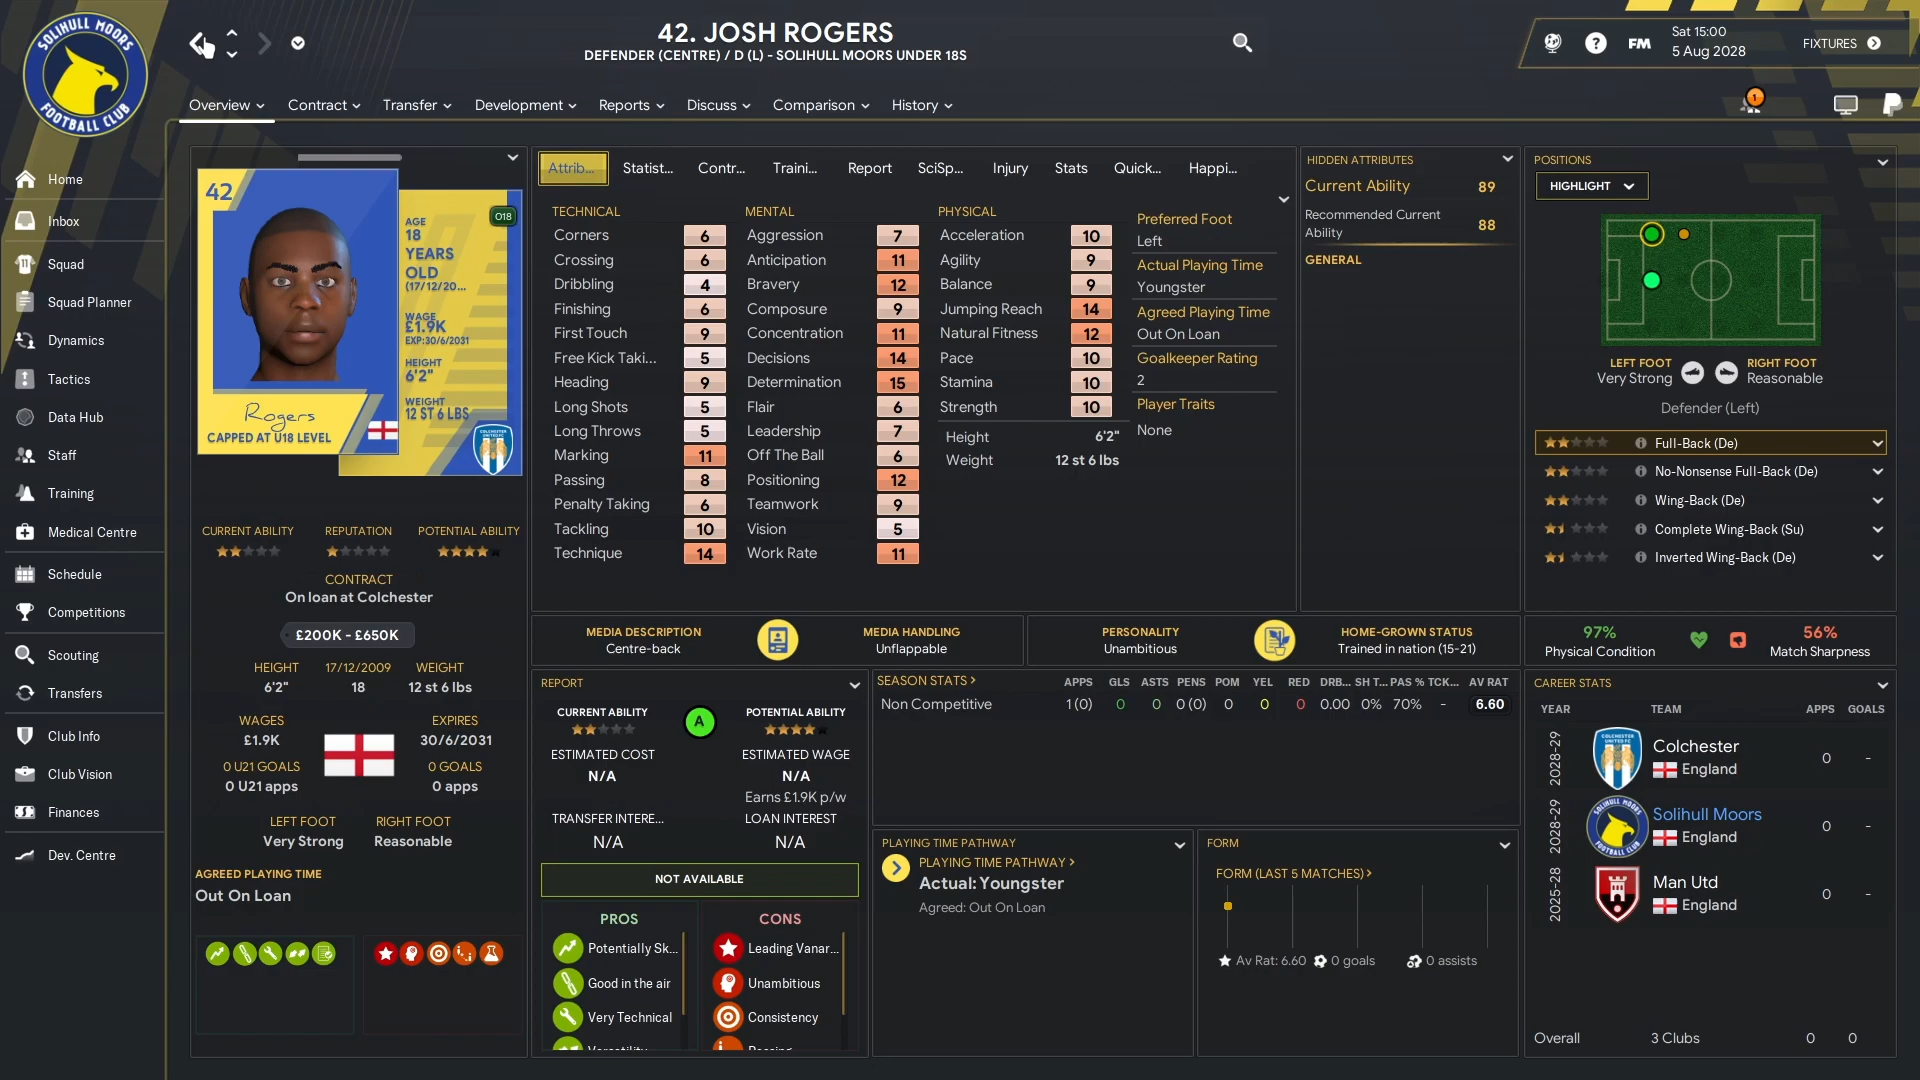 SOLIHULL MOORS
FOOTBALL CLUB
42. JOSH ROGERS
DEFENDER (CENTRE) / D (L) - SOLIHULL MOORS UNDER 18S
? FM
Sat 15:00
5 Aug 2028
FIXTURES
1
Overview
Contract
Transfer
Development
Reports
Discuss
Comparison
History
Home
Inbox
Squad
Squad Planner
Dynamics
Tactics
Data Hub
Staff
Training
Medical Centre
Schedule
Competitions
Scouting
Transfers
Club Info
Club Vision
Finances
Dev. Centre
42
O18
AGE
18
YEARS
OLD
(17/12/20...
WAGE
£1.9K
EXP:30/6/2031
HEIGHT
6'2"
WEIGHT
12 ST 6 LBS
Rogers
CAPPED AT U18 LEVEL
CURRENT ABILITY REPUTATION POTENTIAL ABILITY
CONTRACT
On loan at Colchester
£200K - £650K
HEIGHT 17/12/2009 WEIGHT
6'2" 18 12 st 6 lbs
WAGES EXPIRES
£1.9K 30/6/2031
0 U21 GOALS 0 GOALS
0 U21 apps 0 apps
LEFT FOOT RIGHT FOOT
Very Strong Reasonable
AGREED PLAYING TIME
Out On Loan
Attrib... Statist... Contr... Traini... Report SciSp... Injury Stats Quick... Happi...
TECHNICAL
Corners 6
Crossing 6
Dribbling 4
Finishing 6
First Touch 9
Free Kick Taki... 5
Heading 9
Long Shots 5
Long Throws 5
Marking 11
Passing 8
Penalty Taking 6
Tackling 10
Technique 14
MENTAL
Aggression 7
Anticipation 11
Bravery 12
Composure 9
Concentration 11
Decisions 14
Determination 15
Flair 6
Leadership 7
Off The Ball 6
Positioning 12
Teamwork 9
Vision 5
Work Rate 11
PHYSICAL
Acceleration 10
Agility 9
Balance 9
Jumping Reach 14
Natural Fitness 12
Pace 10
Stamina 10
Strength 10
Height 6'2"
Weight 12 st 6 lbs
Preferred Foot
Left
Actual Playing Time
Youngster
Agreed Playing Time
Out On Loan
Goalkeeper Rating
2
Player Traits
None
HIDDEN ATTRIBUTES
Current Ability 89
Recommended Current
Ability 88
GENERAL
POSITIONS
HIGHLIGHT
LEFT FOOT RIGHT FOOT
Very Strong Reasonable
Defender (Left)
Full-Back (De)
No-Nonsense Full-Back (De)
Wing-Back (De)
Complete Wing-Back (Su)
Inverted Wing-Back (De)
MEDIA DESCRIPTION
Centre-back
MEDIA HANDLING
Unflappable
PERSONALITY
Unambitious
HOME-GROWN STATUS
Trained in nation (15-21)
97%
Physical Condition
56%
Match Sharpness
REPORT
CURRENT ABILITY A POTENTIAL ABILITY
ESTIMATED COST ESTIMATED WAGE
N/A N/A
Earns £1.9K p/w
TRANSFER INTERE... LOAN INTEREST
N/A N/A
NOT AVAILABLE
PROS
Potentially Sk...
Good in the air
Very Technical
CONS
Leading Vanar...
Unambitious
Consistency
SEASON STATS APPS GLS ASTS PENS POM YEL RED DRB... SH T... PAS % TCK... AV RAT
Non Competitive 1 (0) 0 0 0 (0) 0 0 0 0.00 0% 70% - 6.60
PLAYING TIME PATHWAY
PLAYING TIME PATHWAY
Actual: Youngster
Agreed: Out On Loan
FORM
FORM (LAST 5 MATCHES)
Av Rat: 6.60 0 goals 0 assists
CAREER STATS
YEAR TEAM APPS GOALS
2028-29 Colchester 0 -
England
2028-29 Solihull Moors 0 -
England
2025-28 Man Utd 0 -
England
Overall 3 Clubs 0 0